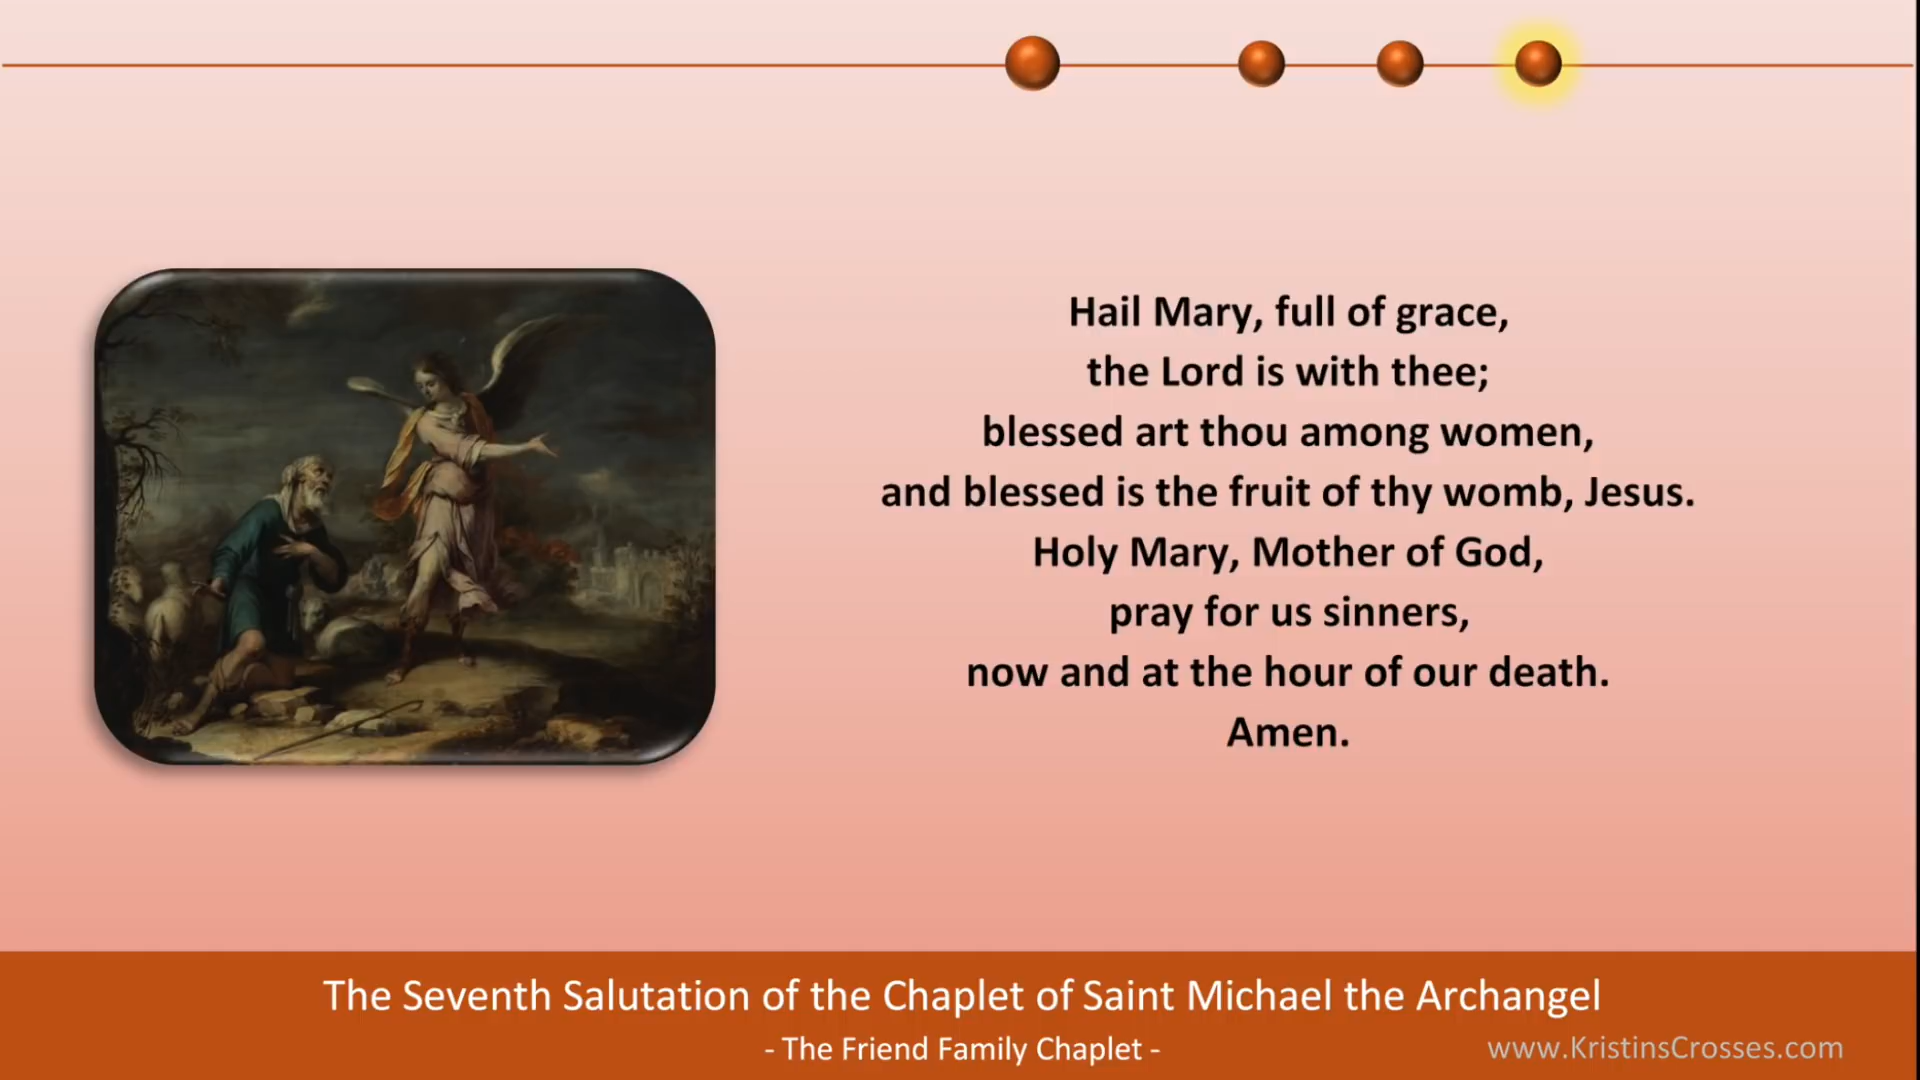 Hail Mary, full of grace,
the Lord is with thee;
blessed art thou among women,
and blessed is the fruit of thy womb, Jesus.
Holy Mary, Mother of God,
pray for us sinners,
now and at the hour of our death.
Amen.
The Seventh Salutation of the Chaplet of Saint Michael the Archangel
- The Friend Family Chaplet -
www.KristinsCrosses.com